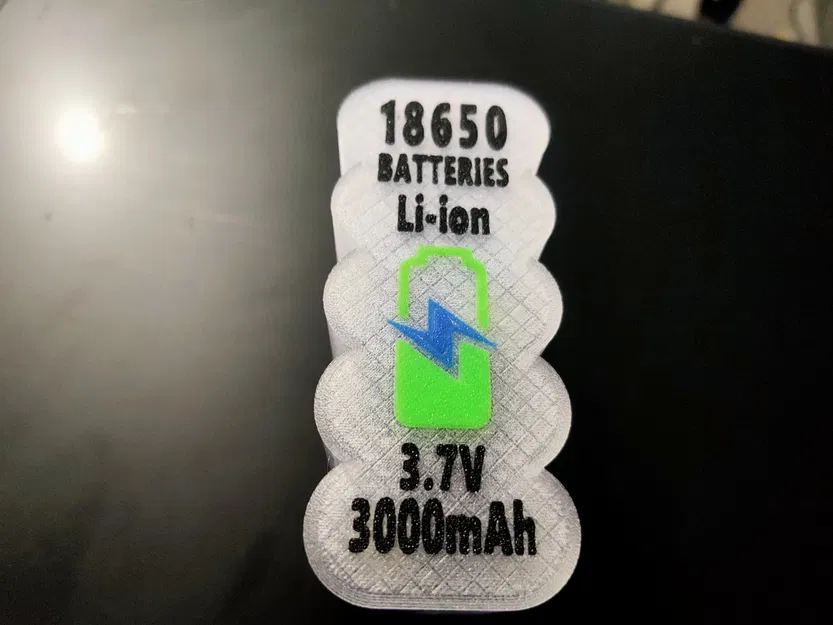 18650
BATTERIES
Li-ion
3.7V
3000mAh